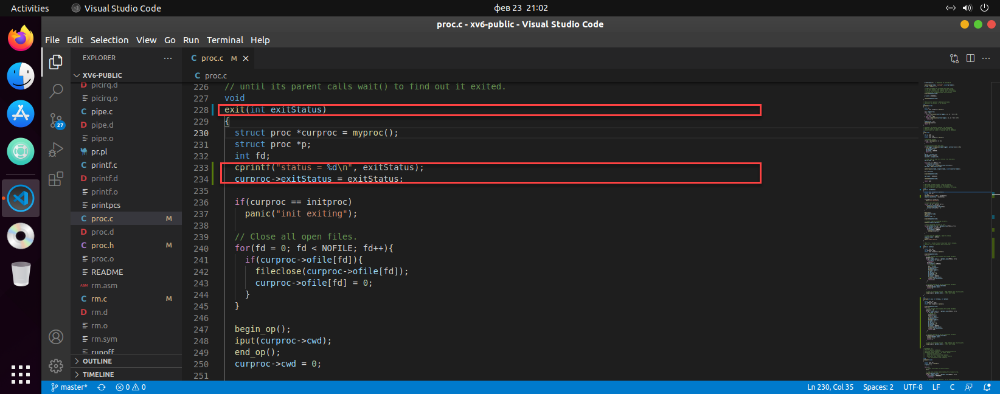 Activities
Visual Studio Code
фев 23 21:02
proc.c - xv6-public - Visual Studio Code
File Edit Selection View Go Run Terminal Help
EXPLORER
XV6-PUBLIC
picirq.d
picirq.o
pipe.c
pipe.d
pipe.o
pr.pl
printf.c
printf.d
printf.o
printpcs
proc.c M
proc.d
proc.h M
proc.o
README
ASM rm.asm
rm.c M
rm.d
rm.o
rm.sym
runoff
OUTLINE
TIMELINE
27
C proc.c M
C proc.c
226 // until its parent calls wait() to find out it exited.
227 void
228 exit(int exitStatus)
229 {
230 struct proc *curproc = myproc();
231 struct proc *p;
232 int fd;
233 cprintf("status = %d\n", exitStatus);
234 curproc->exitStatus = exitStatus;
235
236 if(curproc == initproc)
237 panic("init exiting");
238
239 // Close all open files.
240 for(fd = 0; fd < NOFILE; fd++){
241 if(curproc->ofile[fd]){
242 fileclose(curproc->ofile[fd]);
243 curproc->ofile[fd] = 0;
244 }
245 }
246
247 begin_op();
248 iput(curproc->cwd);
249 end_op();
250 curproc->cwd = 0;
251
master* 0 0
Ln 230, Col 35 Spaces: 2 UTF-8 LF C